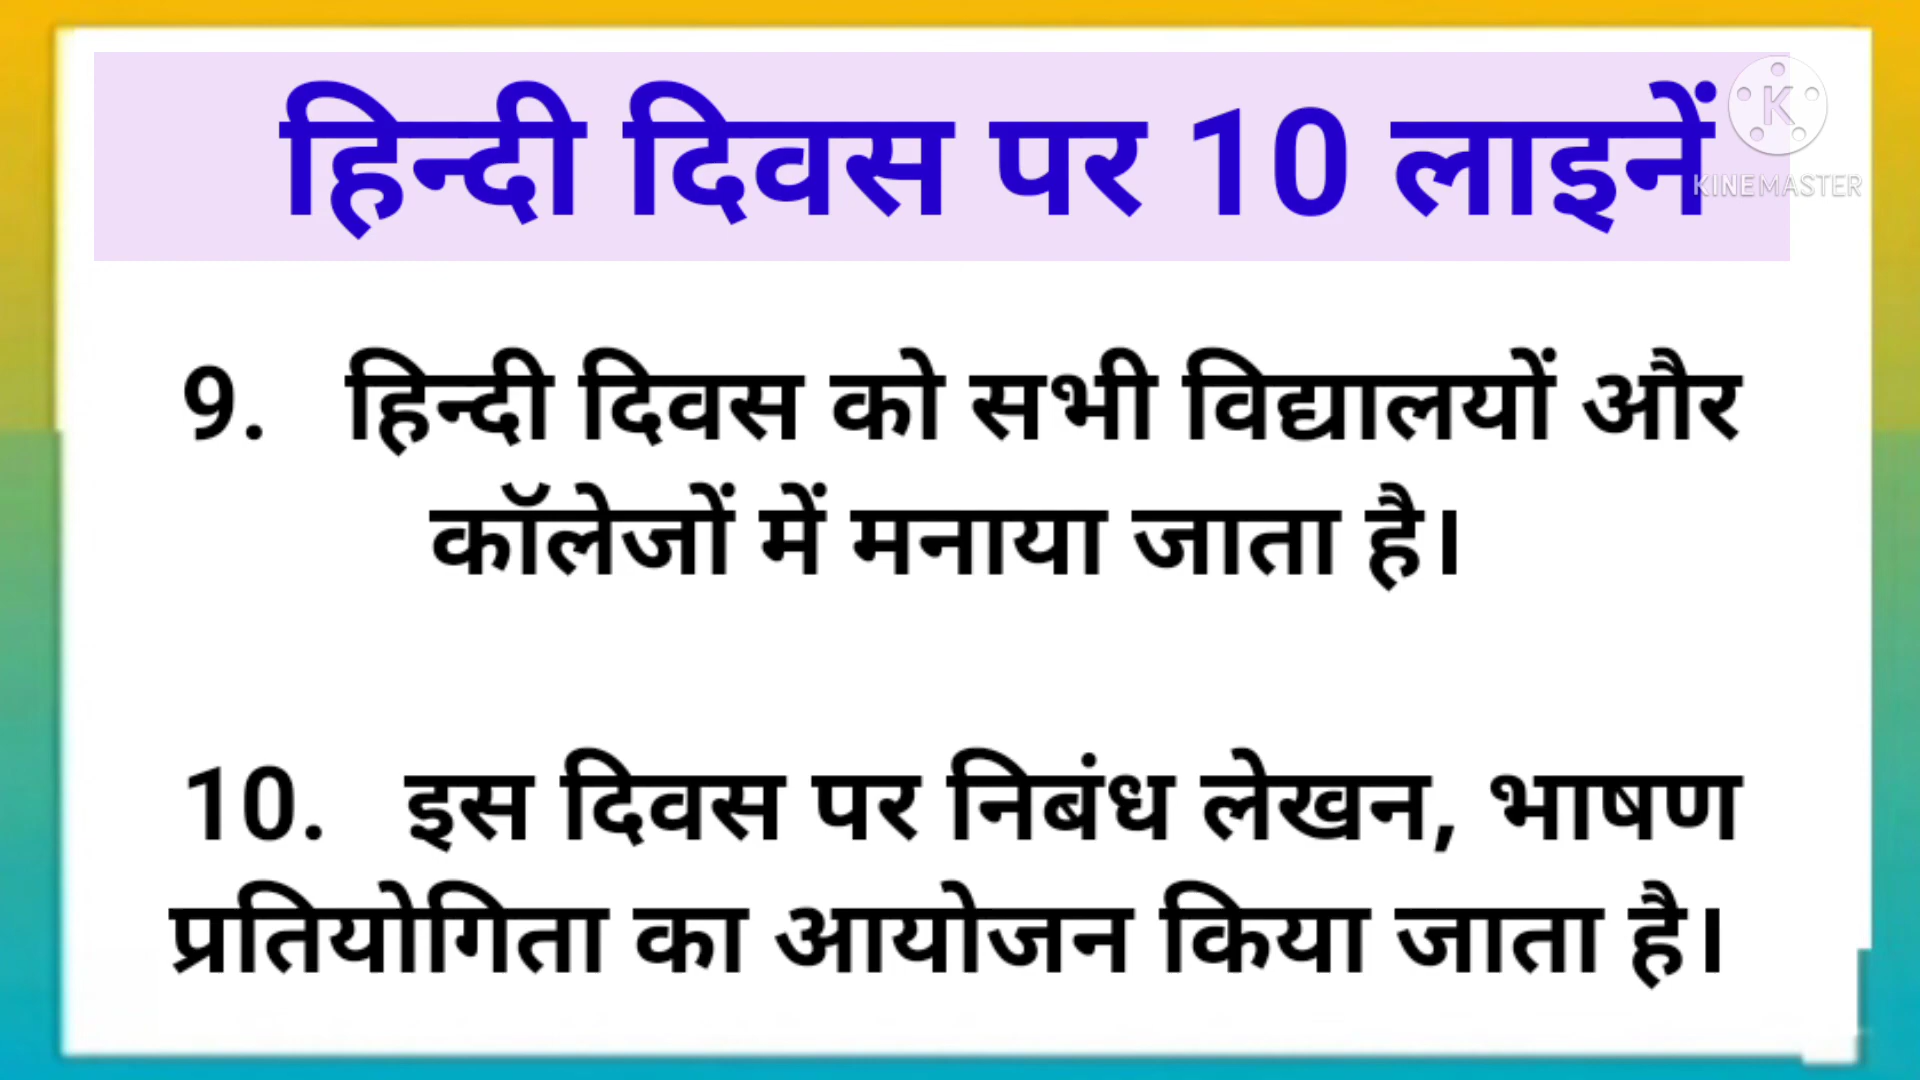 हिन्दी दिवस पर 10 लाइनें
K
KINEMASTER
9. हिन्दी दिवस को सभी विद्यालयों और
कॉलेजों में मनाया जाता है।
10. इस दिवस पर निबंध लेखन, भाषण
प्रतियोगिता का आयोजन किया जाता है।